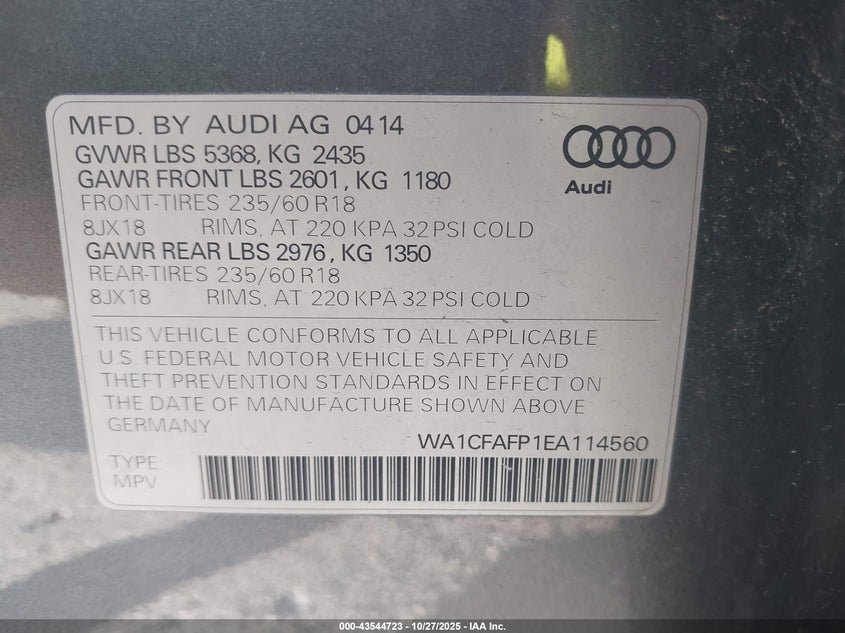 MFD. BY AUDI AG 0414
GVWR LBS 5368, KG 2435
GAWR FRONT LBS 2601, KG 1180
FRONT-TIRES 235/60 R18
8JX18 RIMS, AT 220 KPA 32 PSI COLD
GAWR REAR LBS 2976, KG 1350
REAR-TIRES 235/60 R18
8JX18 RIMS, AT 220 KPA 32 PSI COLD
Audi
THIS VEHICLE CONFORMS TO ALL APPLICABLE
U.S. FEDERAL MOTOR VEHICLE SAFETY AND
THEFT PREVENTION STANDARDS IN EFFECT ON
THE DATE OF MANUFACTURE SHOWN ABOVE
GERMANY
WA1CFAFP1EA114560
TYPE:
MPV
000-43544723 - 10/27/2025 - IAA Inc.